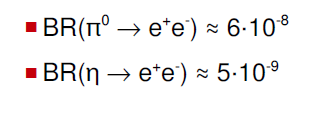 ▪ BR(π⁰ → e⁺e⁻) ≈ 6·10⁻⁸
▪ BR(η → e⁺e⁻) ≈ 5·10⁻⁹